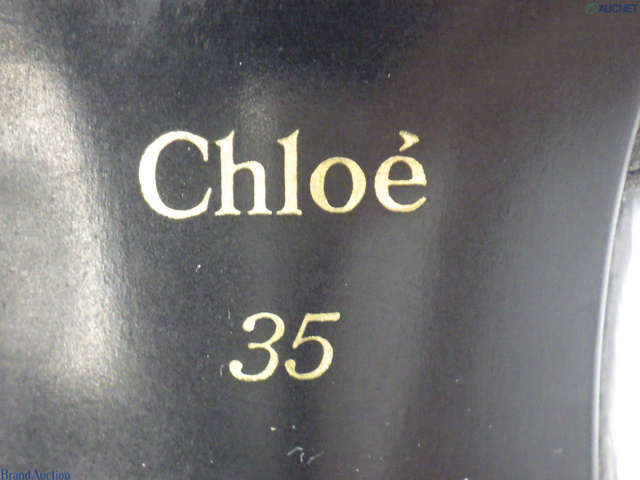 AUCNET
Chloé
35
Brand Auction